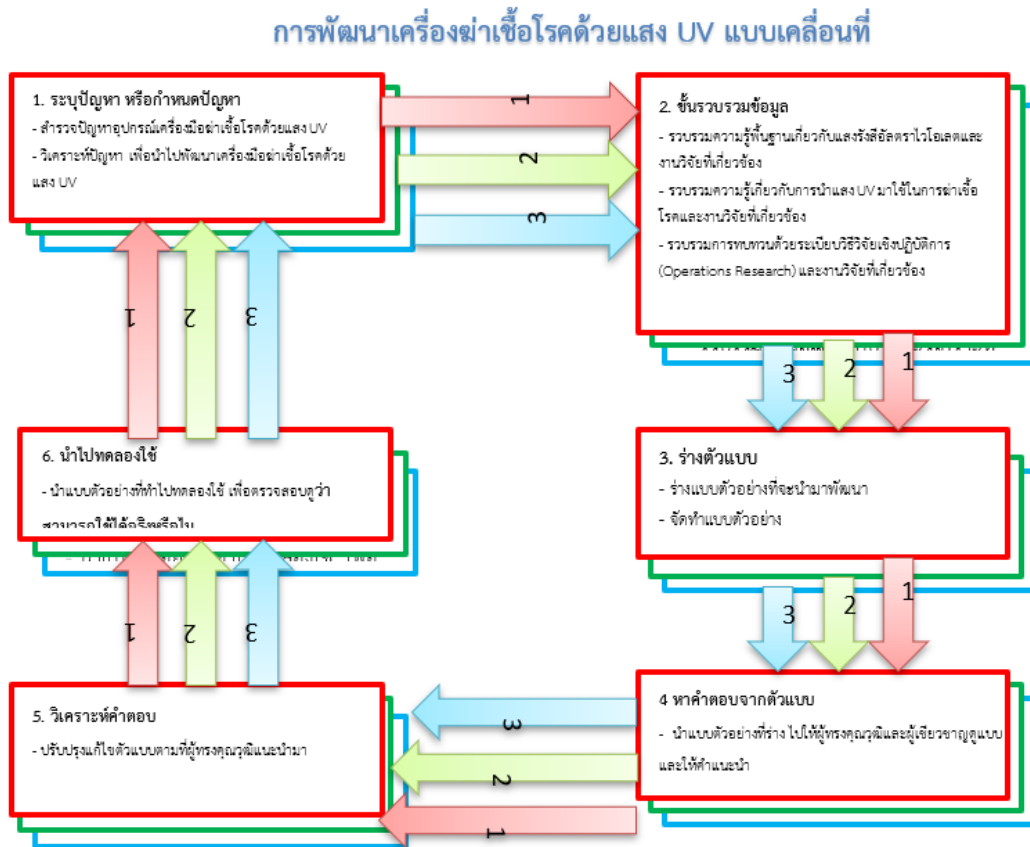 การพัฒนาเครื่องฆ่าเชื้อโรคด้วยแสง UV แบบเคลื่อนที่
1. ระบุปัญหา หรือกำหนดปัญหา
- สำรวจปัญหาอุปกรณ์เครื่องมือฆ่าเชื้อโรคด้วยแสง UV
- วิเคราะห์ปัญหา เพื่อนำไปพัฒนาเครื่องมือฆ่าเชื้อโรคด้วย
แสง UV
1
2
3
2. ขั้นรวบรวมข้อมูล
- รวบรวมความรู้พื้นฐานเกี่ยวกับแสงรังสีอัลตราไวโอเลตและ
งานวิจัยที่เกี่ยวข้อง
- รวบรวมความรู้เกี่ยวกับการนำแสง UV มาใช้ในการฆ่าเชื้อ
โรคและงานวิจัยที่เกี่ยวข้อง
- รวบรวมการทบทวนด้วยระเบียบวิธีวิจัยเชิงปฏิบัติการ
(Operations Research) และงานวิจัยที่เกี่ยวข้อง
3
2
1
3. ร่างตัวแบบ
- ร่างแบบตัวอย่างที่จะนำมาพัฒนา
- จัดทำแบบตัวอย่าง
3
2
1
4 หาคำตอบจากตัวแบบ
- นำแบบตัวอย่างที่ร่าง ไปให้ผู้ทรงคุณวุฒิและผู้เชียวชาญดูแบบ
และให้คำแนะนำ
3
2
1
5. วิเคราะห์คำตอบ
- ปรับปรุงแก้ไขตัวแบบตามที่ผู้ทรงคุณวุฒิแนะนำมา
1
2
3
6. นำไปทดลองใช้
- นำแบบตัวอย่างที่ทำไปทดลองใช้ เพื่อตรวจสอบดูว่า
สามารถใช้ได้จริงหรือไม่
1
2
3